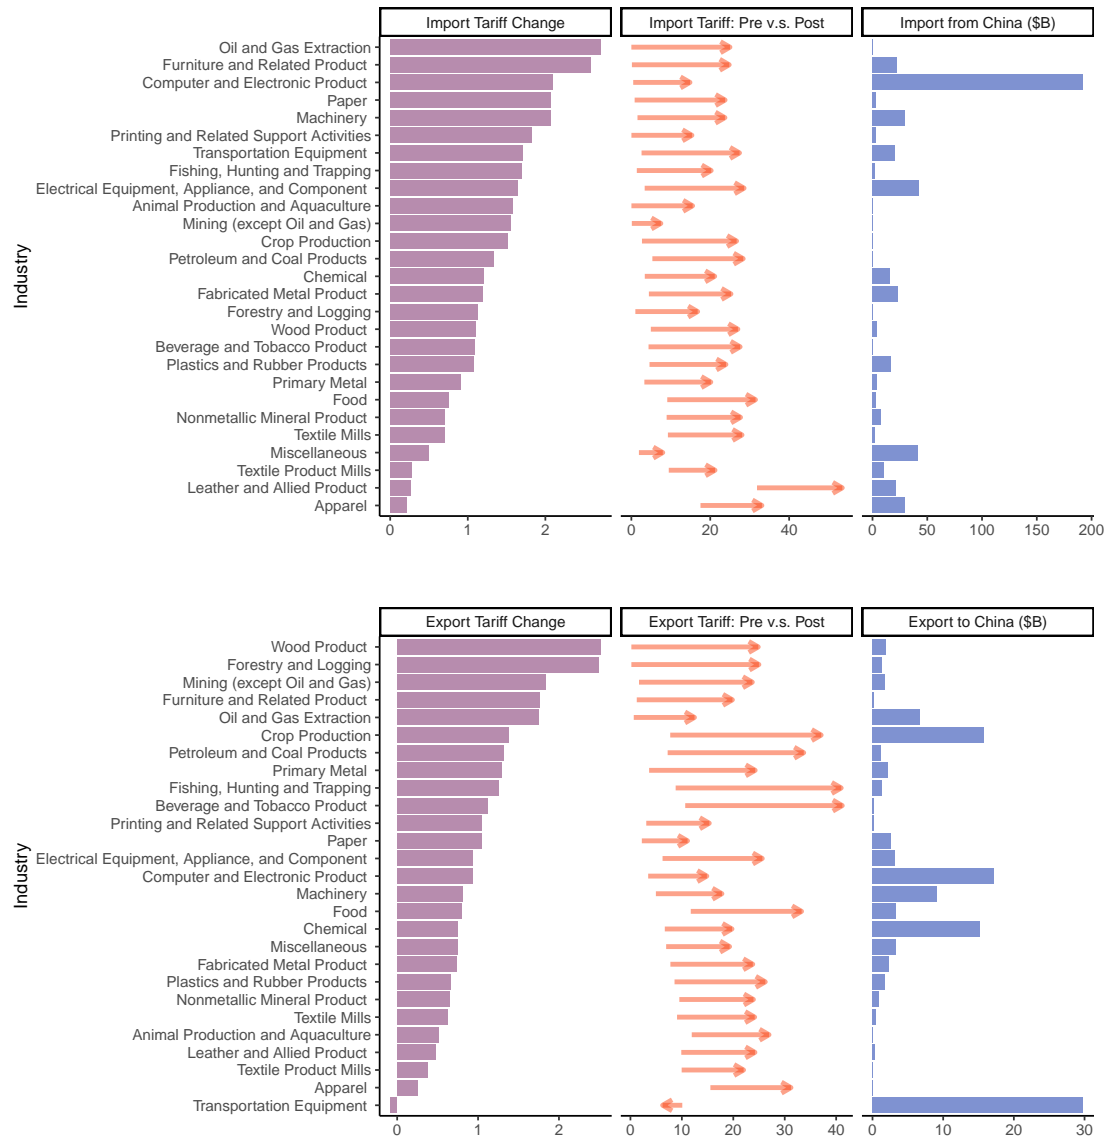 Import Tariff Change
Import Tariff: Pre v.s. Post
Import from China ($B)
Industry
Oil and Gas Extraction
Furniture and Related Product
Computer and Electronic Product
Paper
Machinery
Printing and Related Support Activities
Transportation Equipment
Fishing, Hunting and Trapping
Electrical Equipment, Appliance, and Component
Animal Production and Aquaculture
Mining (except Oil and Gas)
Crop Production
Petroleum and Coal Products
Chemical
Fabricated Metal Product
Forestry and Logging
Wood Product
Beverage and Tobacco Product
Plastics and Rubber Products
Primary Metal
Food
Nonmetallic Mineral Product
Textile Mills
Miscellaneous
Textile Product Mills
Leather and Allied Product
Apparel
0 1 2
0 20 40
0 50 100 150 200
Export Tariff Change
Export Tariff: Pre v.s. Post
Export to China ($B)
Industry
Wood Product
Forestry and Logging
Mining (except Oil and Gas)
Furniture and Related Product
Oil and Gas Extraction
Crop Production
Petroleum and Coal Products
Primary Metal
Fishing, Hunting and Trapping
Beverage and Tobacco Product
Printing and Related Support Activities
Paper
Electrical Equipment, Appliance, and Component
Computer and Electronic Product
Machinery
Food
Chemical
Miscellaneous
Fabricated Metal Product
Plastics and Rubber Products
Nonmetallic Mineral Product
Textile Mills
Animal Production and Aquaculture
Leather and Allied Product
Textile Product Mills
Apparel
Transportation Equipment
0 1 2
0 10 20 30 40
0 10 20 30